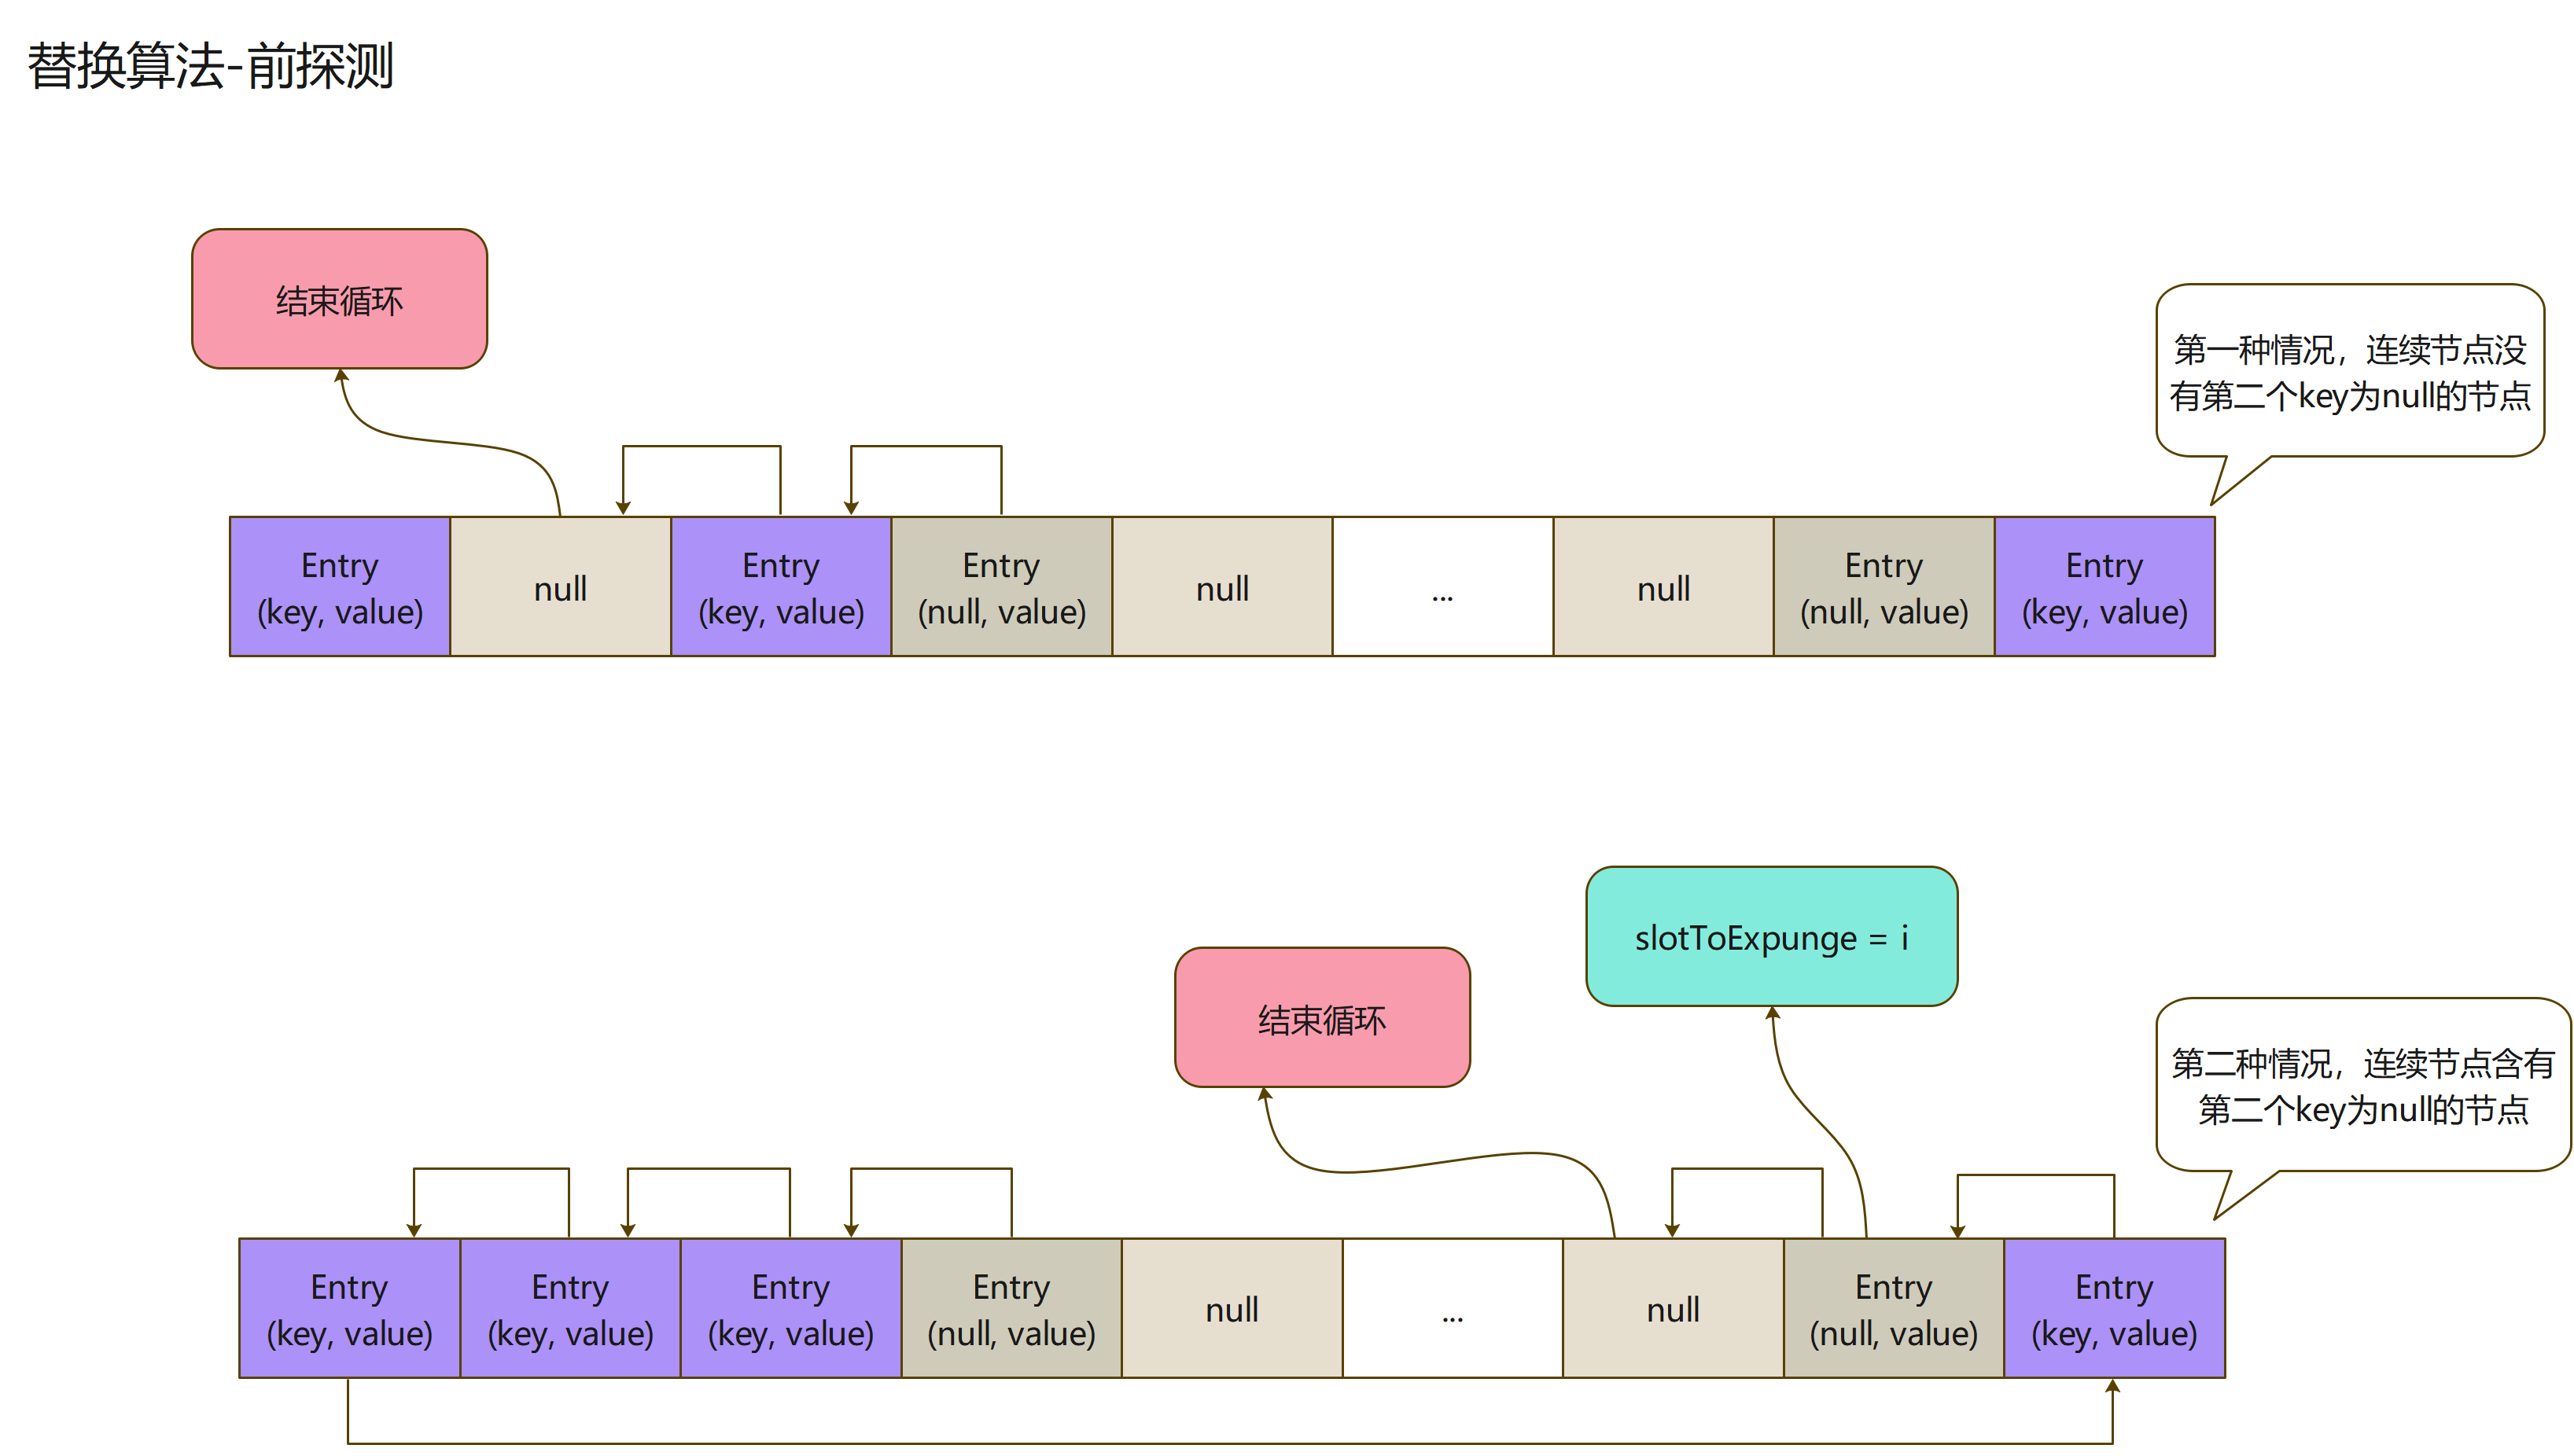 替换算法-前探测
结束循环
第一种情况，连续节点没
有第二个key为null的节点
Entry
(key, value)
null
Entry
(key, value)
Entry
(null, value)
null
...
null
Entry
(null, value)
Entry
(key, value)
slotToExpunge = i
结束循环
第二种情况，连续节点含有
第二个key为null的节点
Entry
(key, value)
Entry
(key, value)
Entry
(key, value)
Entry
(null, value)
null
...
null
Entry
(null, value)
Entry
(key, value)